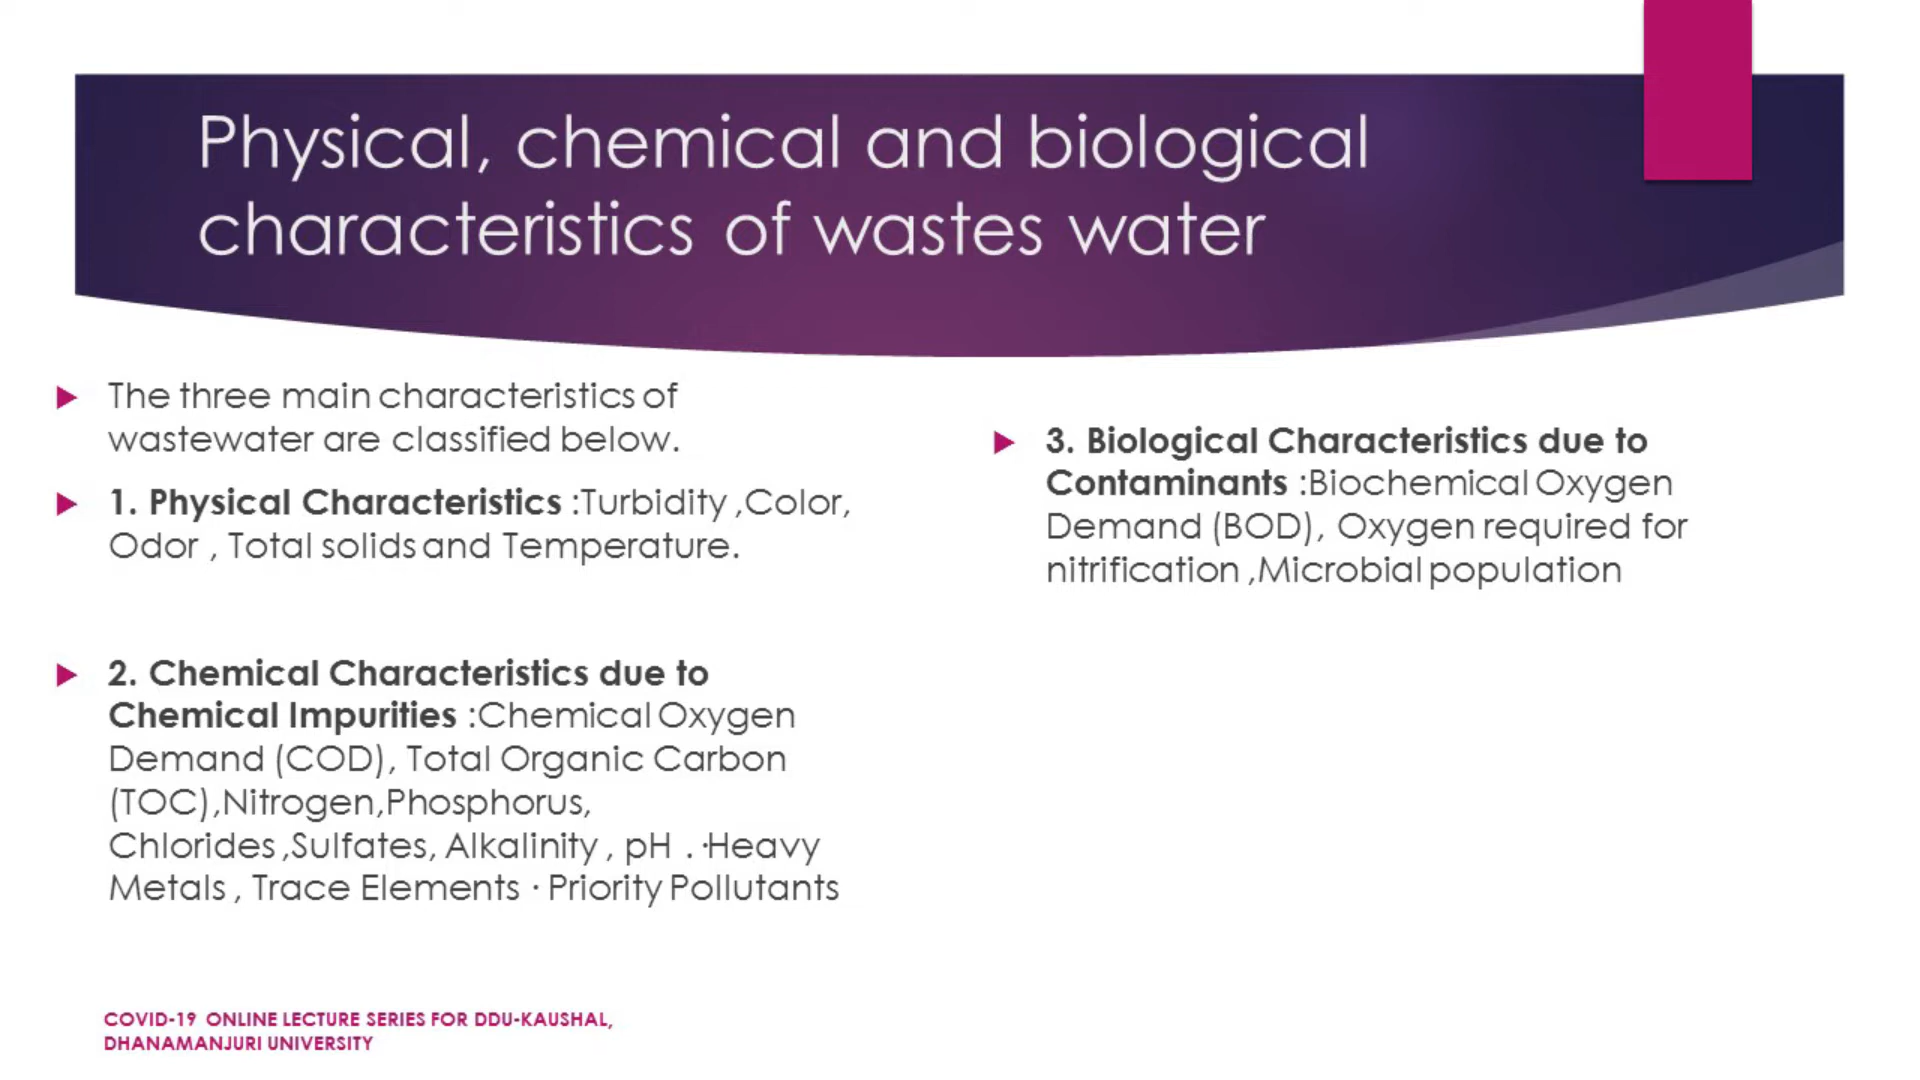 Physical, chemical and biological
characteristics of wastes water
The three main characteristics of
wastewater are classified below.
1. Physical Characteristics :Turbidity ,Color,
Odor , Total solids and Temperature.
2. Chemical Characteristics due to
Chemical Impurities :Chemical Oxygen
Demand (COD), Total Organic Carbon
(TOC),Nitrogen,Phosphorus,
Chlorides ,Sulfates, Alkalinity , pH . ·Heavy
Metals , Trace Elements · Priority Pollutants
3. Biological Characteristics due to
Contaminants :Biochemical Oxygen
Demand (BOD), Oxygen required for
nitrification ,Microbial population
COVID-19 ONLINE LECTURE SERIES FOR DDU-KAUSHAL,
DHANAMANJURI UNIVERSITY